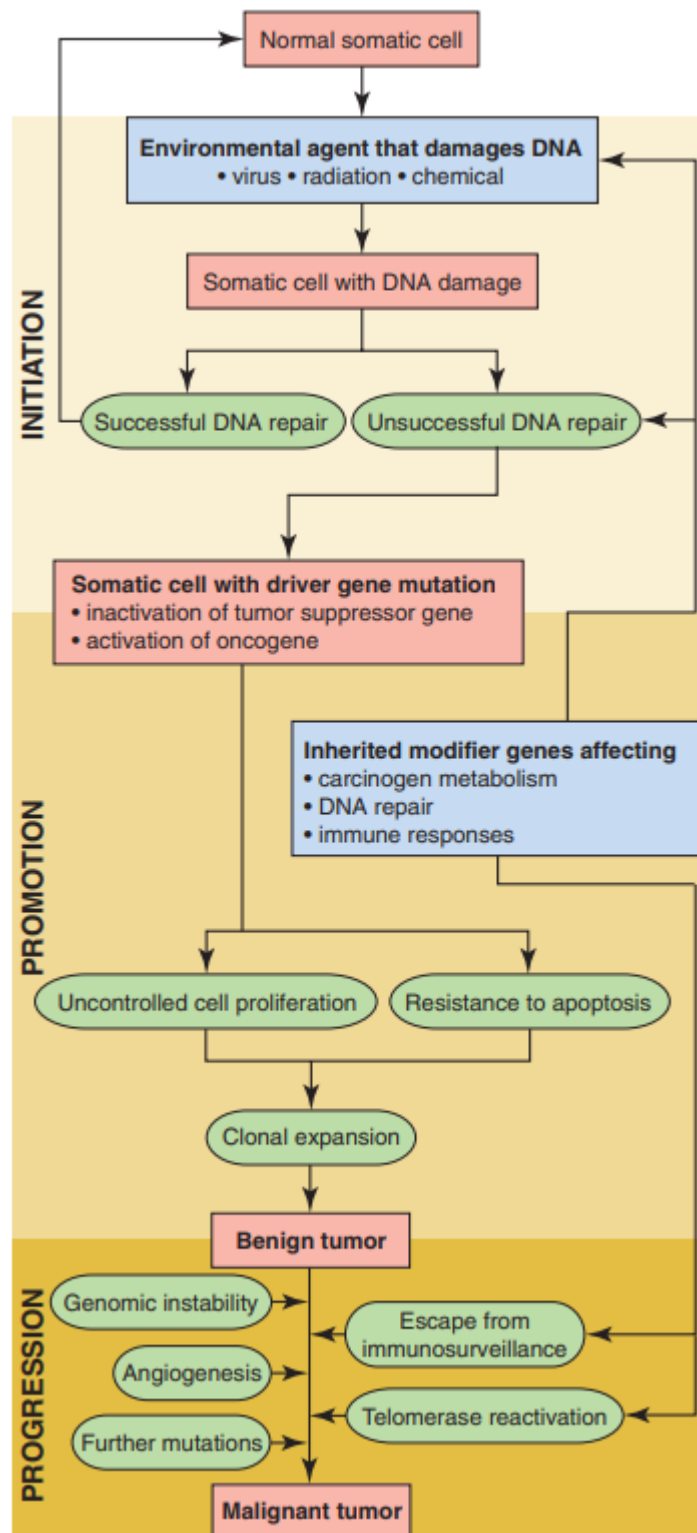 Normal somatic cell
Environmental agent that damages DNA
• virus • radiation • chemical
Somatic cell with DNA damage
INITIATION
Successful DNA repair
Unsuccessful DNA repair
Somatic cell with driver gene mutation
• inactivation of tumor suppressor gene
• activation of oncogene
Inherited modifier genes affecting
• carcinogen metabolism
• DNA repair
• immune responses
PROMOTION
Uncontrolled cell proliferation
Resistance to apoptosis
Clonal expansion
Benign tumor
PROGRESSION
Genomic instability
Escape from
immunosurveillance
Angiogenesis
Telomerase reactivation
Further mutations
Malignant tumor